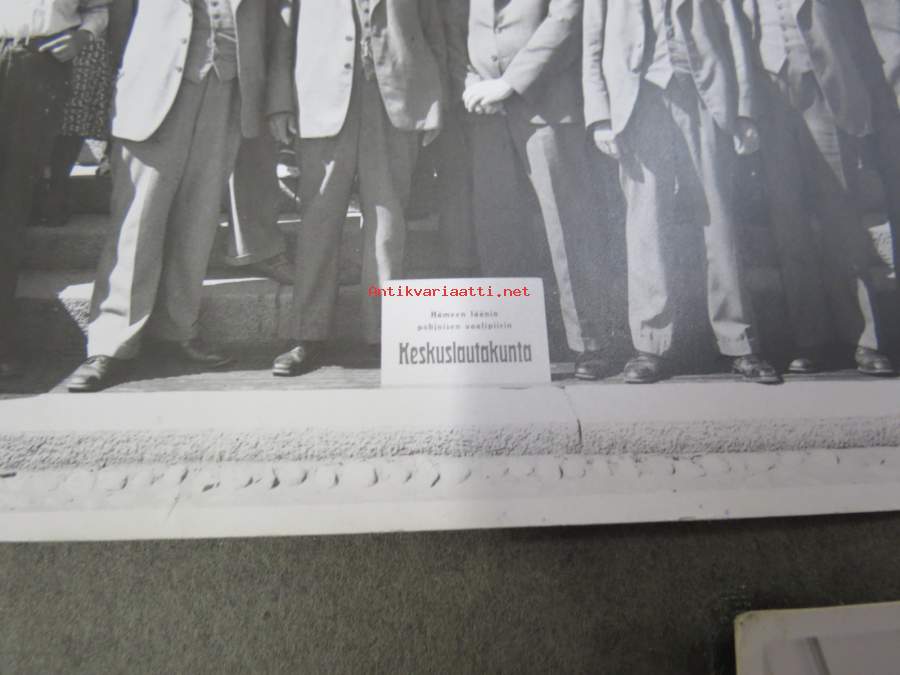 Antikvariaatti.net
Hämeen läänin
pohjoisen vaalipiirin
Keskuslautakunta